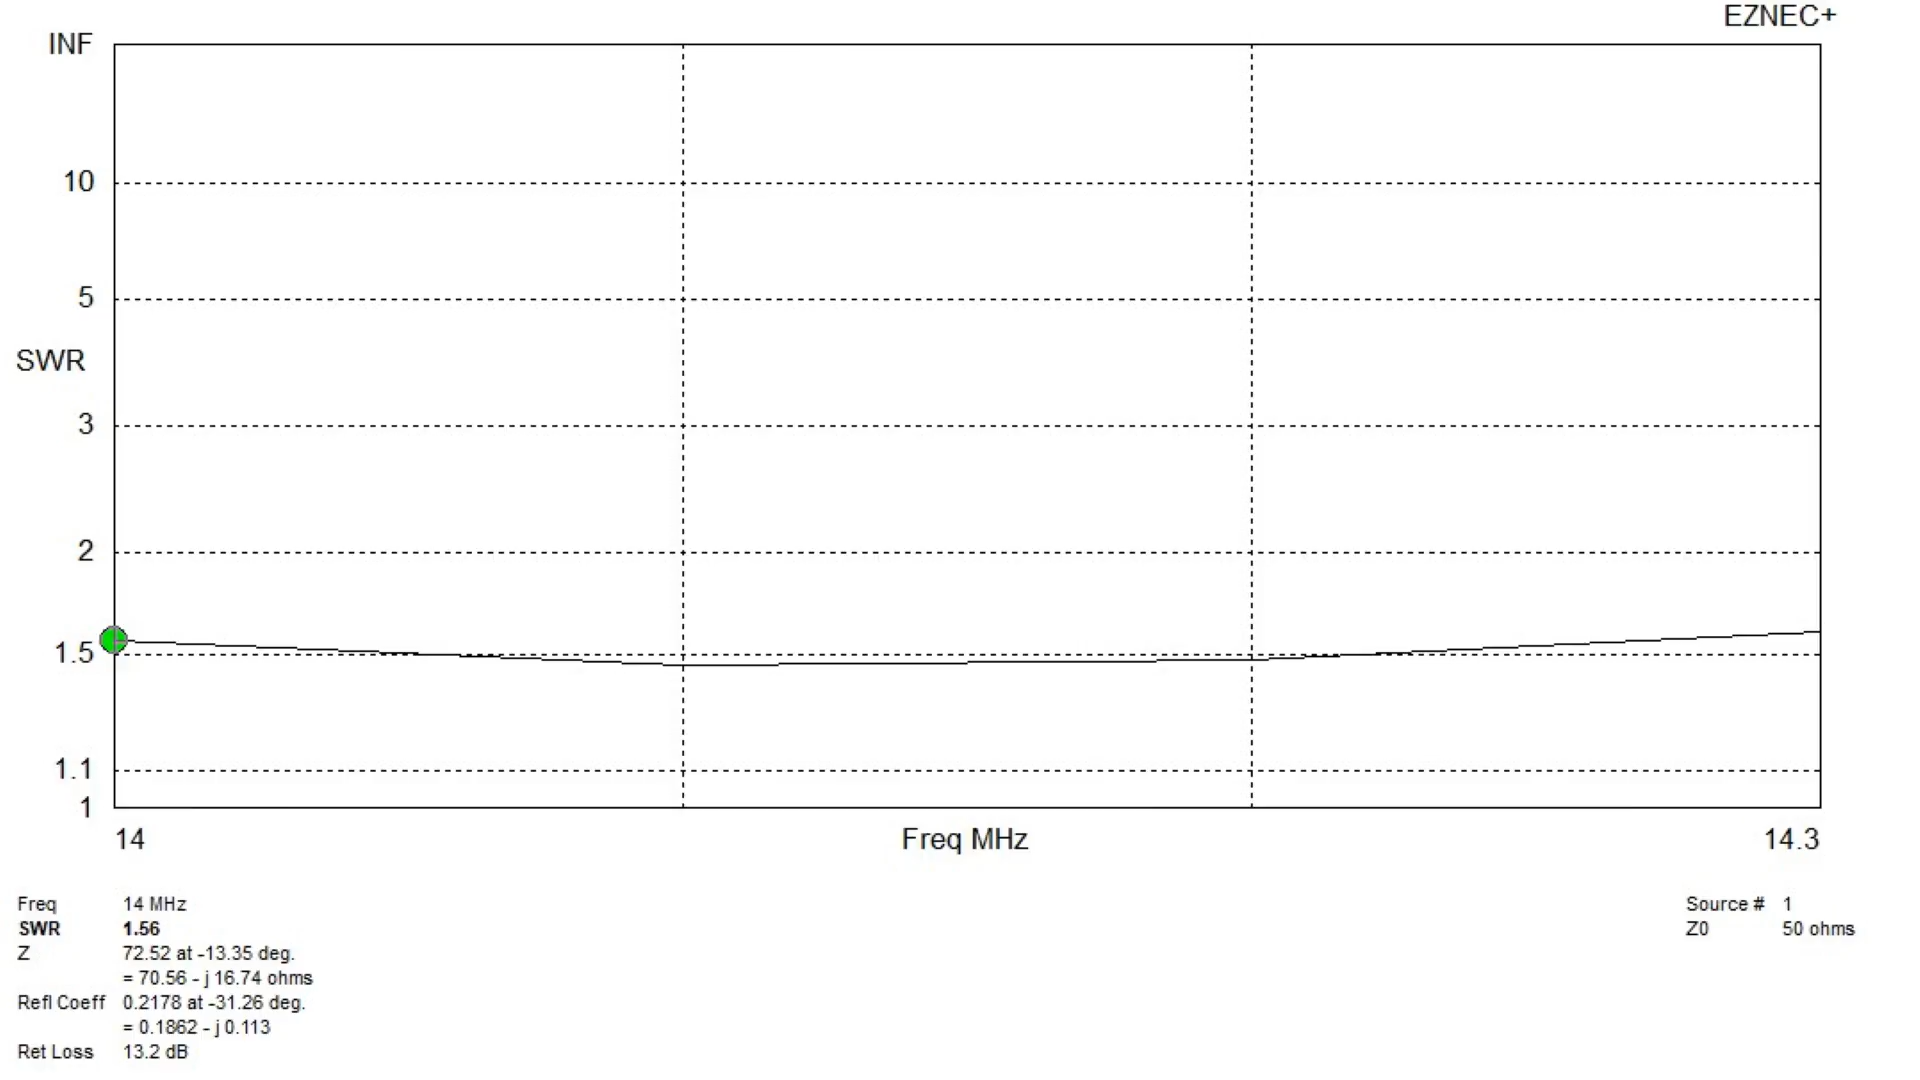 EZNEC+
INF
10
5
SWR
3
2
1.5
1.1
1
14 Freq MHz 14.3
Freq 14 MHz Source # 1
SWR 1.56 Z0 50 ohms
Z 72.52 at -13.35 deg.
= 70.56 - j 16.74 ohms
Refl Coeff 0.2178 at -31.26 deg.
= 0.1862 - j 0.113
Ret Loss 13.2 dB